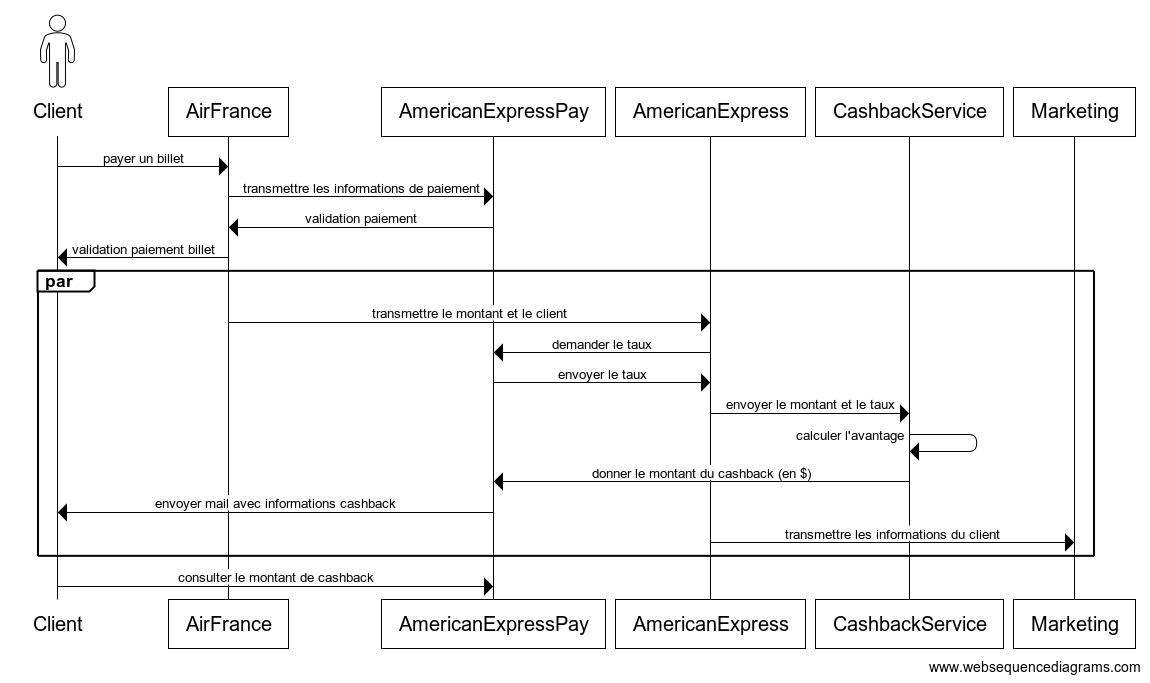 Client
AirFrance
AmericanExpressPay
AmericanExpress
CashbackService
Marketing
payer un billet
transmettre les informations de paiement
validation paiement
validation paiement billet
par
transmettre le montant et le client
demander le taux
envoyer le taux
envoyer le montant et le taux
calculer l'avantage
donner le montant du cashback (en $)
envoyer mail avec informations cashback
transmettre les informations du client
consulter le montant de cashback
Client
AirFrance
AmericanExpressPay
AmericanExpress
CashbackService
Marketing
www.websequencediagrams.com